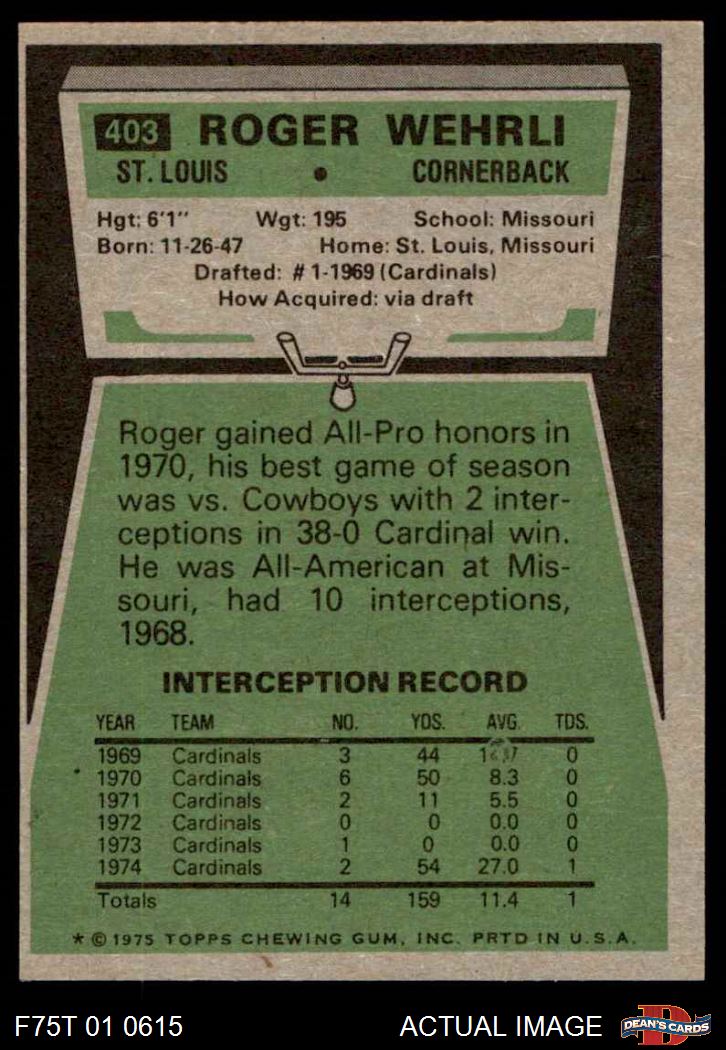 403 ROGER WEHRLI
ST. LOUIS • CORNERBACK
Hgt: 6'1" Wgt: 195 School: Missouri
Born: 11-26-47 Home: St. Louis, Missouri
Drafted: #1-1969 (Cardinals)
How Acquired: via draft
Roger gained All-Pro honors in
1970, his best game of season
was vs. Cowboys with 2 inter-
ceptions in 38-0 Cardinal win.
He was All-American at Mis-
souri, had 10 interceptions,
1968.
INTERCEPTION RECORD
YEAR TEAM NO. YDS. AVG. TDS.
1969 Cardinals 3 44 0
1970 Cardinals 6 50 8.3 0
1971 Cardinals 2 11 5.5 0
1972 Cardinals 0 0 0.0 0
1973 Cardinals 1 0 0.0 0
1974 Cardinals 2 54 27.0 1
Totals 14 159 11.4 1
* © 1975 TOPPS CHEWING GUM, INC. PRTD IN U.S.A.
F75T 01 0615 ACTUAL IMAGE D DEAN'S CARDS